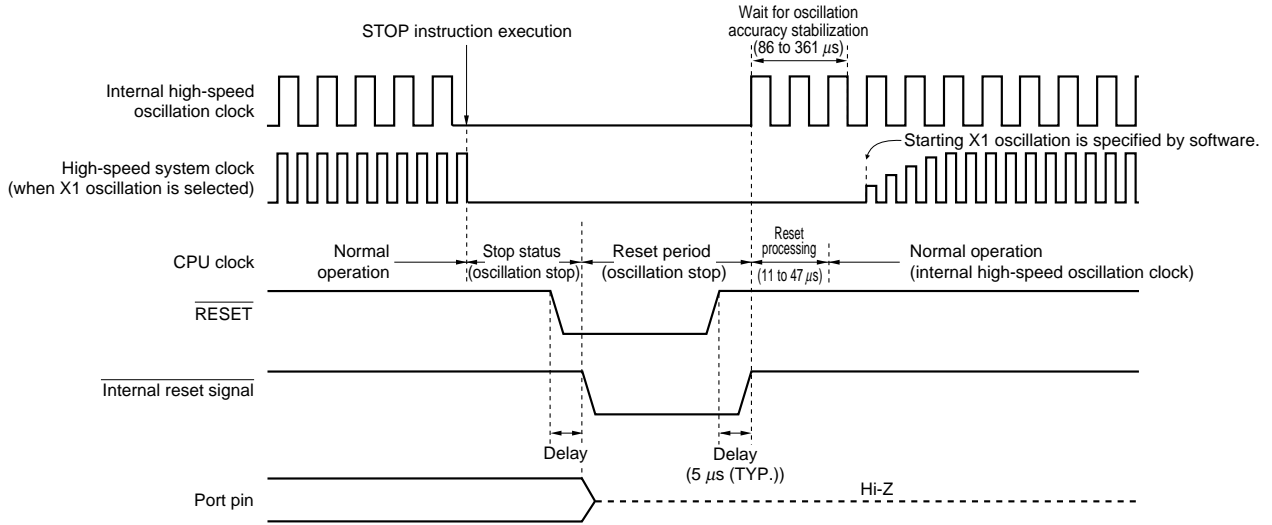 Wait for oscillation
accuracy stabilization
(86 to 361 μs)
STOP instruction execution
Internal high-speed
oscillation clock
Starting X1 oscillation is specified by software.
High-speed system clock
(when X1 oscillation is selected)
CPU clock
Normal
operation
Stop status
(oscillation stop)
Reset period
(oscillation stop)
Reset
processing
(11 to 47 μs)
Normal operation
(internal high-speed oscillation clock)
RESET
Internal reset signal
Delay
Delay
(5 μs (TYP.))
Port pin
Hi-Z